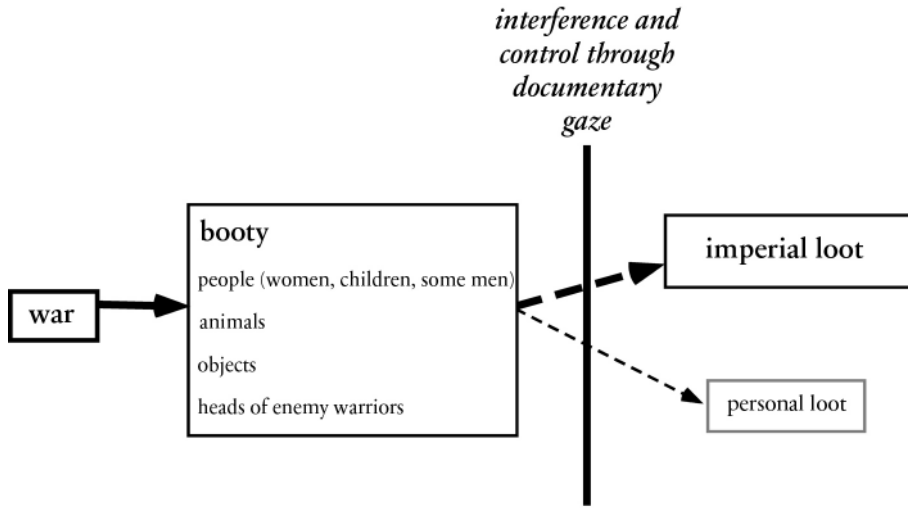 interference and
control through
documentary
gaze
war
booty
people (women, children, some men)
animals
objects
heads of enemy warriors
imperial loot
personal loot